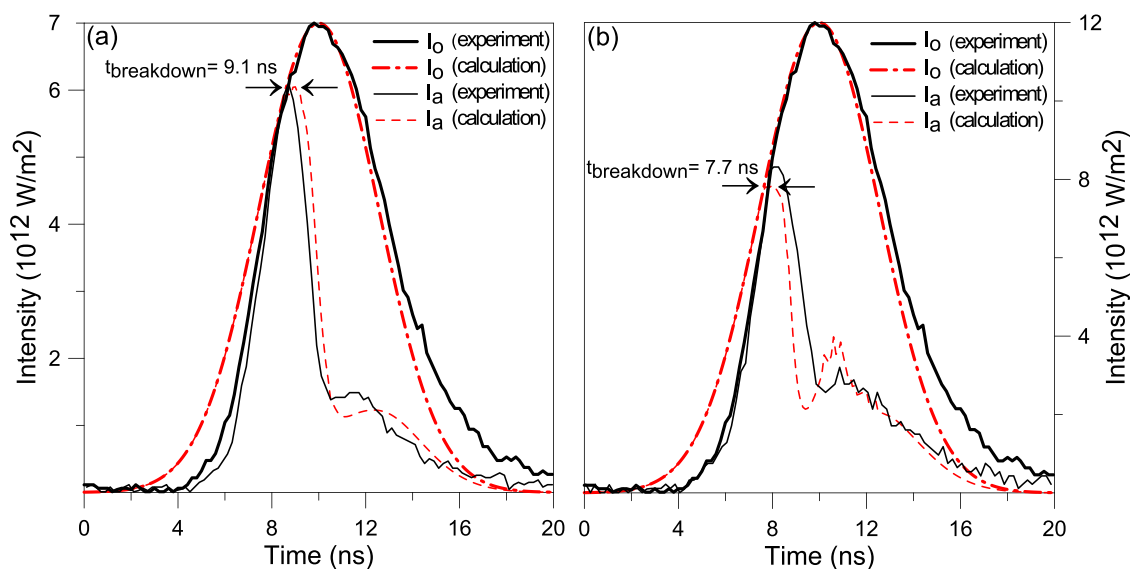 (a)
I_o (experiment)
I_o (calculation)
I_a (experiment)
I_a (calculation)
t_breakdown = 9.1 ns
7
6
4
2
Intensity (10^12 W/m2)
0 4 8 12 16 20
Time (ns)
(b)
I_o (experiment)
I_o (calculation)
I_a (experiment)
I_a (calculation)
t_breakdown = 7.7 ns
12
8
4
Intensity (10^12 W/m2)
0 4 8 12 16 20
Time (ns)